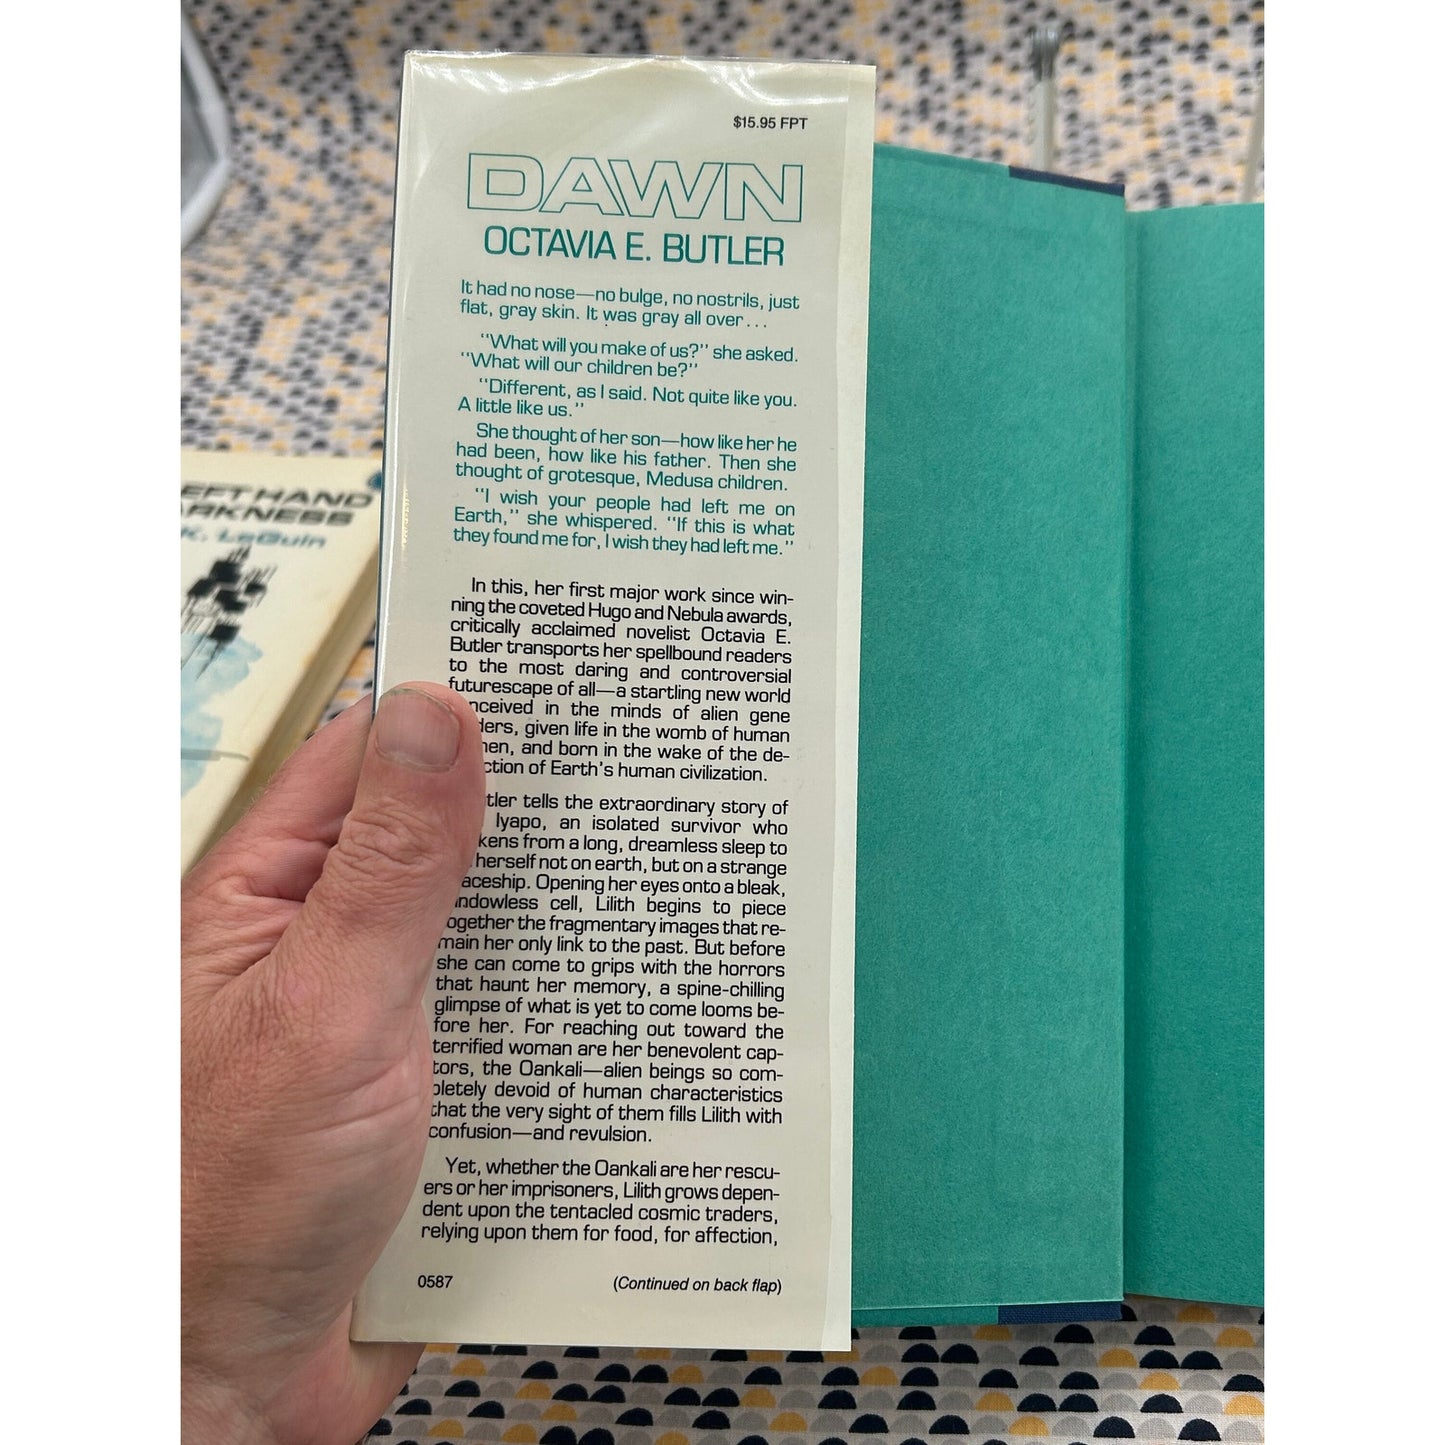 $15.95 FPT
DAWN
OCTAVIA E. BUTLER
It had no nose—no bulge, no nostrils, just
flat, gray skin. It was gray all over...
"What will you make of us?" she asked.
"What will our children be?"
"Different, as I said. Not quite like you.
A little like us."
She thought of her son—how like her he
had been, how like his father. Then she
thought of grotesque, Medusa children.
"I wish your people had left me on
Earth," she whispered. "If this is what
they found me for, I wish they had left me."
In this, her first major work since win-
ning the coveted Hugo and Nebula awards,
critically acclaimed novelist Octavia E.
Butler transports her spellbound readers
to the most daring and controversial
futurescape of all—a startling new world
nceived in the minds of alien gene
ders, given life in the womb of human
men, and born in the wake of the de-
ction of Earth's human civilization.
tler tells the extraordinary story of
Iyapo, an isolated survivor who
kens from a long, dreamless sleep to
herself not on earth, but on a strange
aceship. Opening her eyes onto a bleak,
indowless cell, Lilith begins to piece
ogether the fragmentary images that re-
main her only link to the past. But before
she can come to grips with the horrors
that haunt her memory, a spine-chilling
glimpse of what is yet to come looms be-
fore her. For reaching out toward the
terrified woman are her benevolent cap-
tors, the Oankali—alien beings so com-
pletely devoid of human characteristics
that the very sight of them fills Lilith with
confusion—and revulsion.
Yet, whether the Oankali are her rescu-
ers or her imprisoners, Lilith grows depen-
dent upon the tentacled cosmic traders,
relying upon them for food, for affection,
0587
(Continued on back flap)
EFT HAND
ARKNESS
K. LeGuin